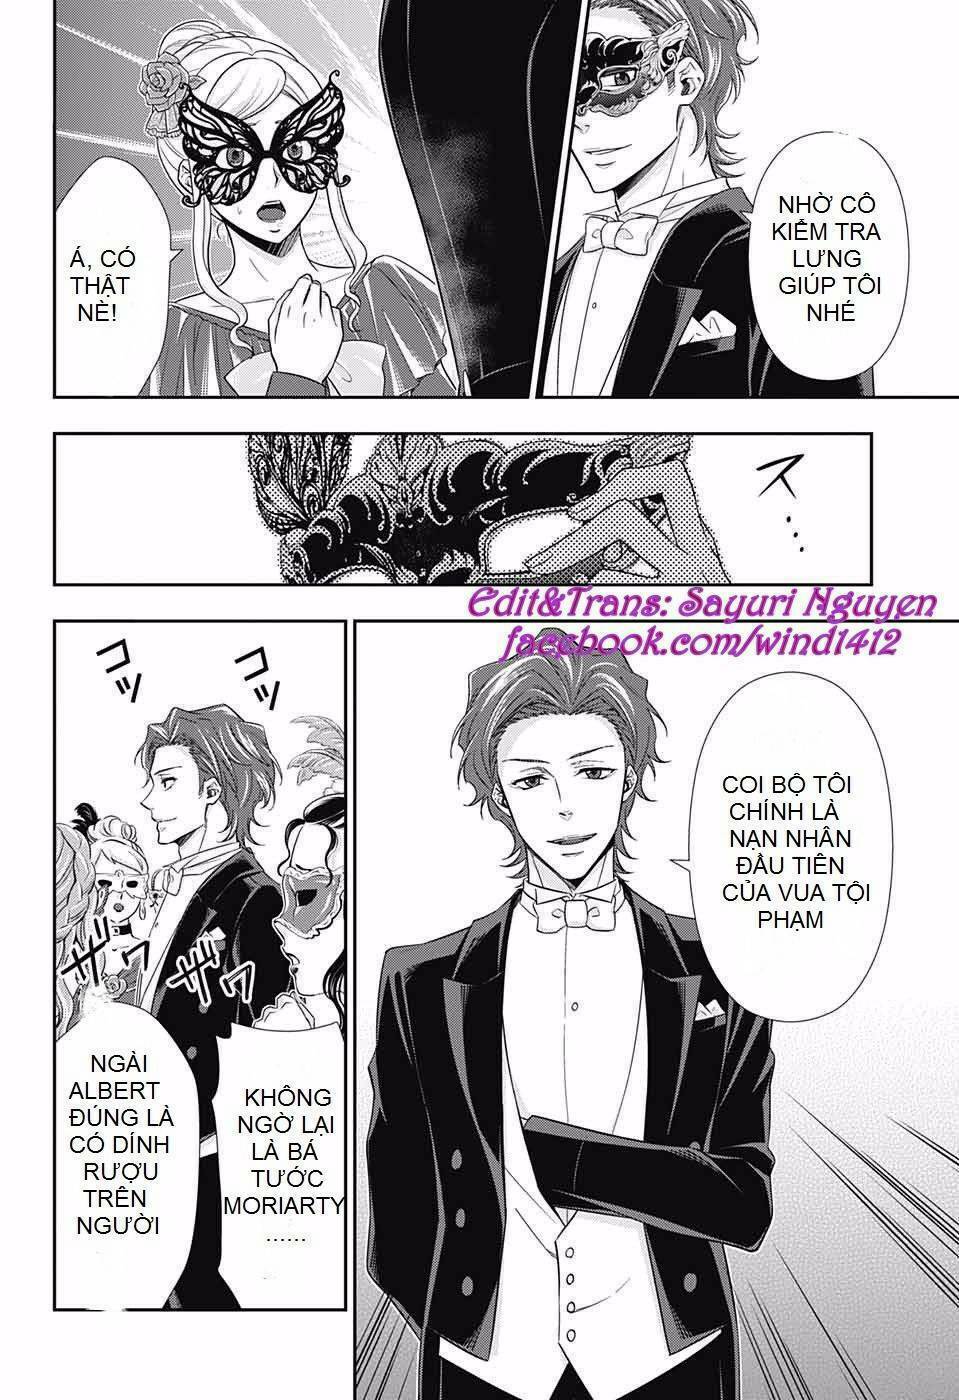 NHỜ CÔ
KIỂM TRA
LƯNG
GIÚP TÔI
NHÉ
Á, CÓ
THẬT
NÈ!
ス...
Edit&Trans: Sayuri Nguyen
facebook.com/wind1412
COI BỘ TÔI
CHÍNH LÀ
NẠN NHÂN
ĐẦU TIÊN
CỦA VUA TỘI
PHẠM
コッ
コッ
ザワ
ザワ
KHÔNG
NGỜ LẠI
LÀ BÁ
TƯỚC
MORIARTY
......
NGÀI
ALBERT
ĐÚNG LÀ
CÓ DÍNH
RƯỢU
TRÊN
NGƯỜI